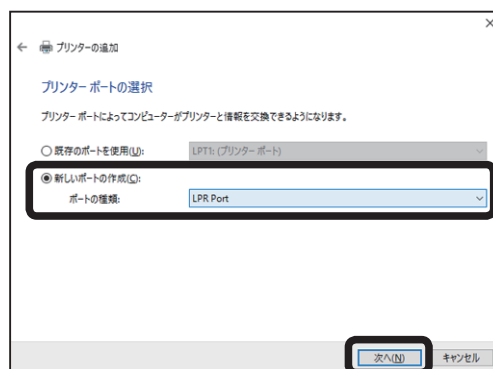 プリンターの追加
プリンター ポートの選択
プリンター ポートによってコンピューターがプリンターと情報を交換できるようになります。
既存のポートを使用(U): LPT1: (プリンター ポート)
新しいポートの作成(C):
ポートの種類: LPR Port
次へ(N) キャンセル